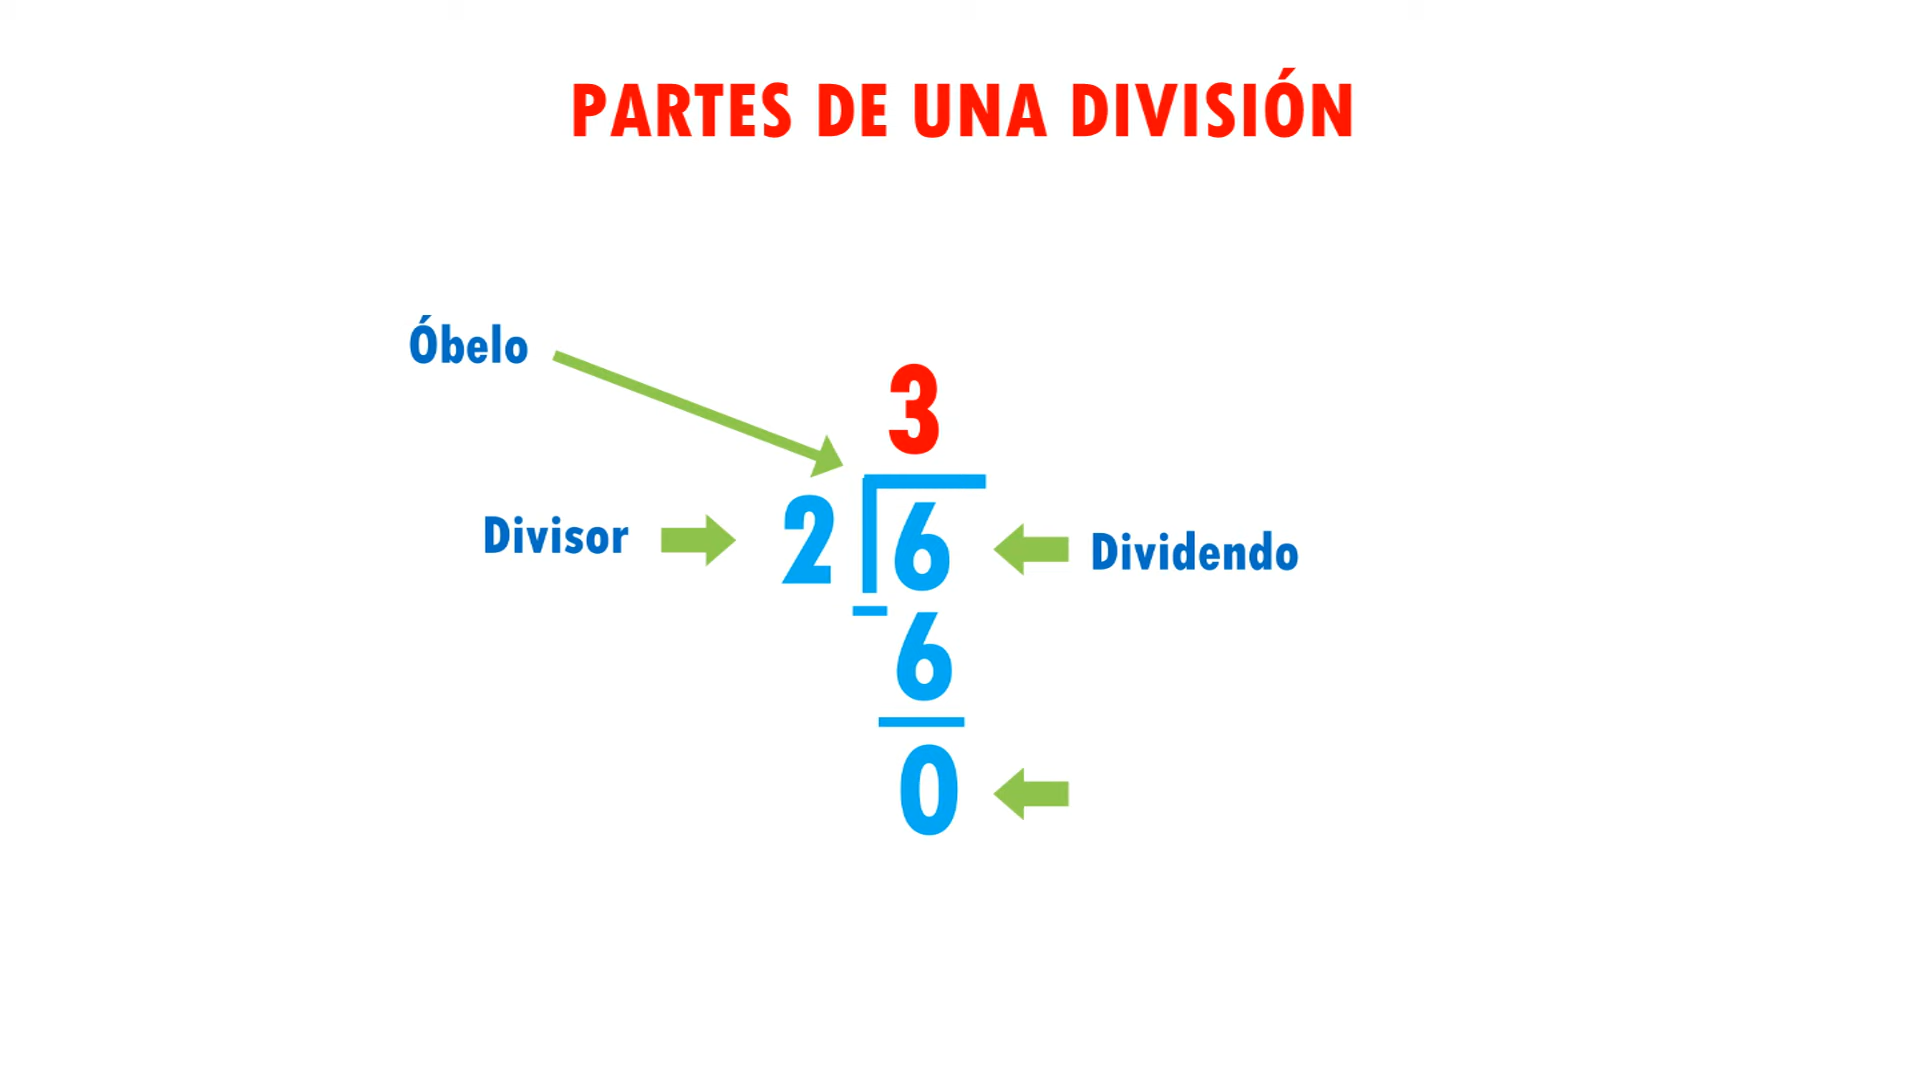 PARTES DE UNA DIVISIÓN
Óbelo
3
Divisor 2 6 Dividendo
– 6
0